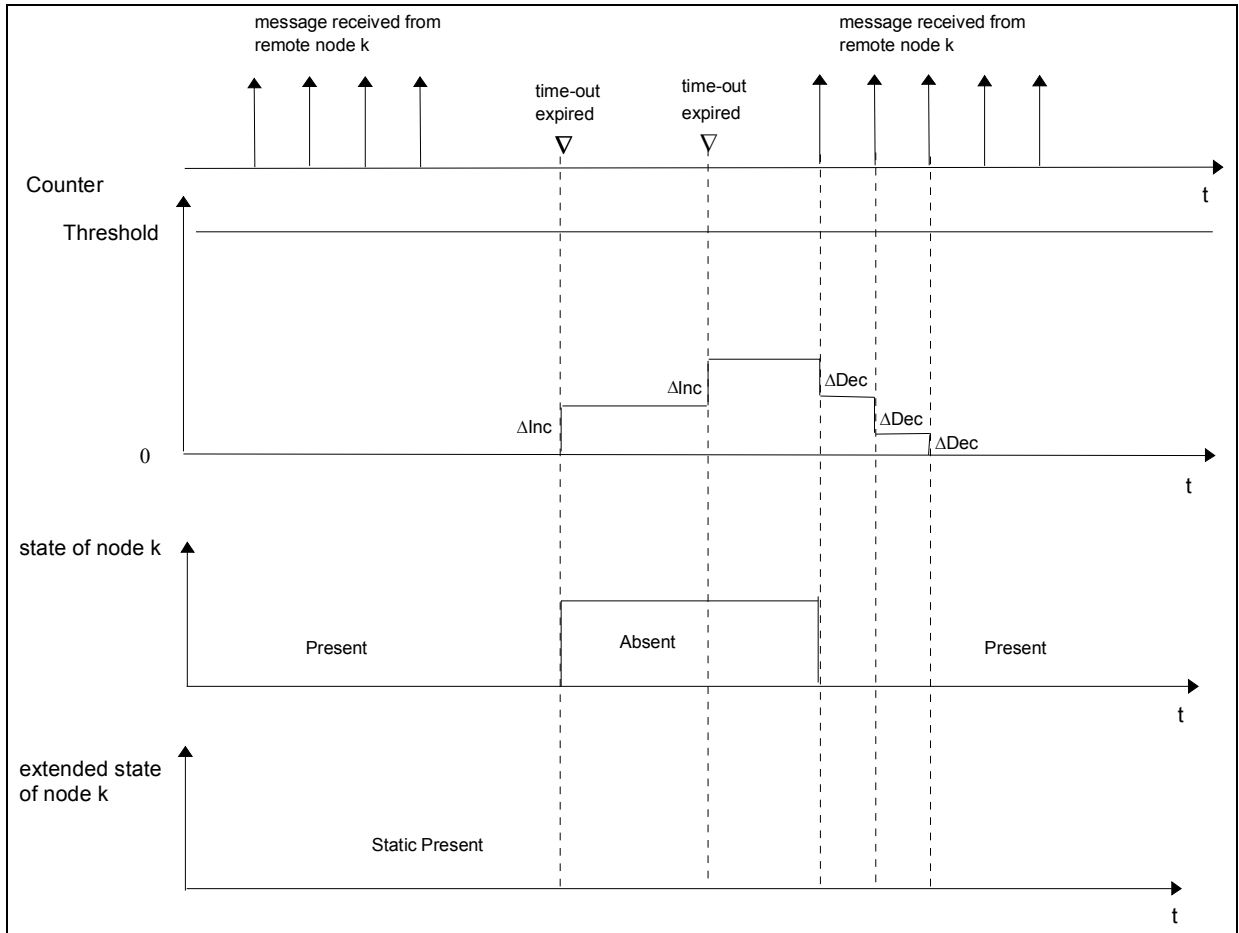 message received from
remote node k
message received from
remote node k
time-out
expired
time-out
expired
t
Counter
Threshold
ΔInc
ΔInc
ΔDec
ΔDec
ΔDec
0
t
state of node k
Present
Absent
Present
t
extended state
of node k
Static Present
t